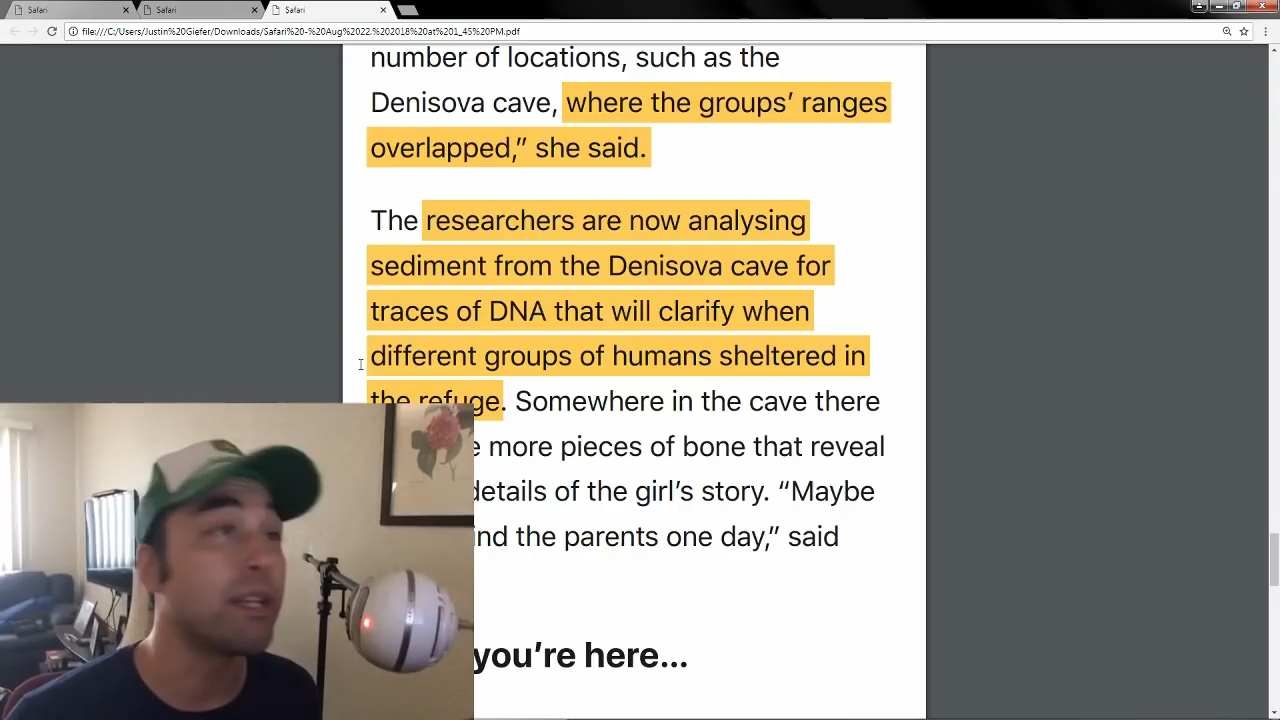 Safari
Safari
Safari
file:///C:/Users/Justin%20Giefer/Downloads/Safari%20-%20Aug%2022,%202018%20at%201_45%20PM.pdf
number of locations, such as the
Denisova cave, where the groups’ ranges
overlapped,” she said.
The researchers are now analysing
sediment from the Denisova cave for
traces of DNA that will clarify when
different groups of humans sheltered in
the refuge. Somewhere in the cave there
more pieces of bone that reveal
details of the girl’s story. “Maybe
the parents one day,” said
you’re here...